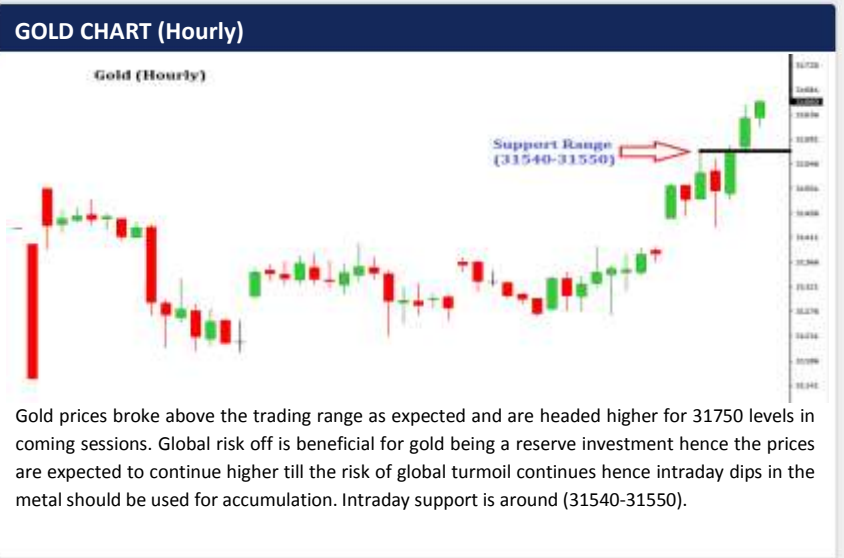 GOLD CHART (Hourly)
Gold (Hourly)
Support Range
(31540-31550)
Gold prices broke above the trading range as expected and are headed higher for 31750 levels in
coming sessions. Global risk off is beneficial for gold being a reserve investment hence the prices
are expected to continue higher till the risk of global turmoil continues hence intraday dips in the
metal should be used for accumulation. Intraday support is around (31540-31550).